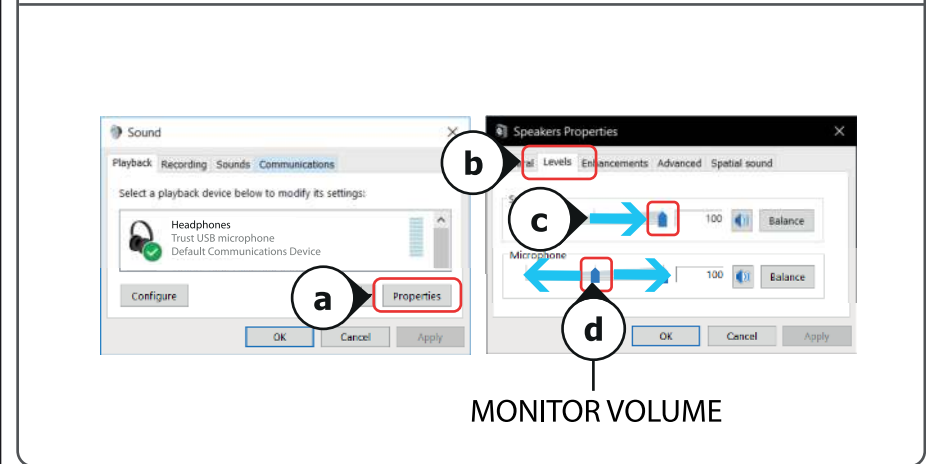 Sound
Playback Recording Sounds Communications
Select a playback device below to modify its settings:
Headphones
Trust USB microphone
Default Communications Device
Configure
a
Properties
OK Cancel Apply
Speakers Properties
b
Levels Enhancements Advanced Spatial sound
c
100 Balance
Microphone
100 Balance
d
OK Cancel Apply
MONITOR VOLUME